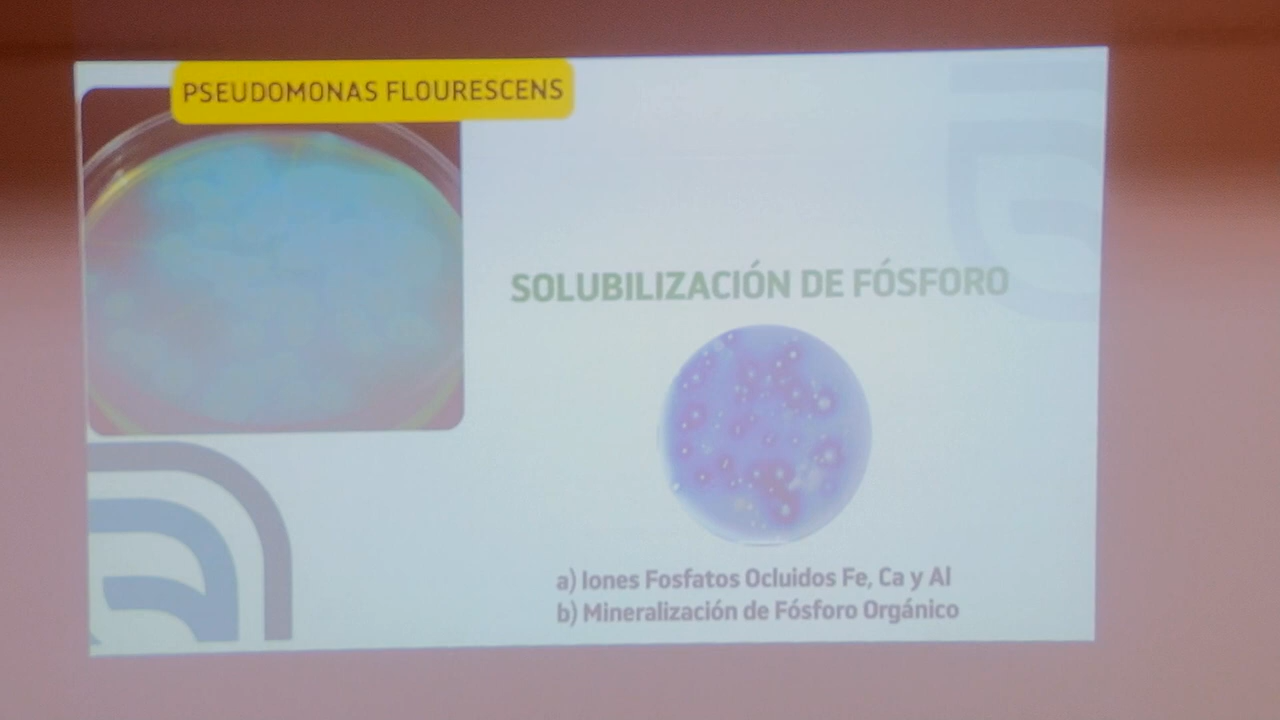 PSEUDOMONAS FLOURESCENS
SOLUBILIZACIÓN DE FÓSFORO
a) Iones Fosfatos Ocluidos Fe, Ca y Al
b) Mineralización de Fósforo Orgánico